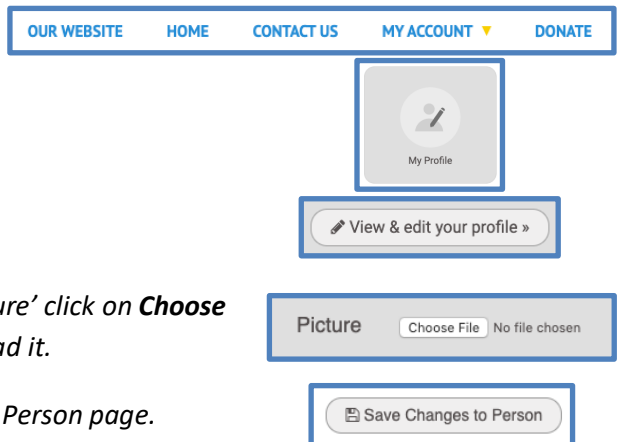 OUR WEBSITE HOME CONTACT US MY ACCOUNT ▼ DONATE
My Profile
View & edit your profile »
ure’ click on Choose
Picture Choose File No file chosen
ad it.
Person page.
Save Changes to Person